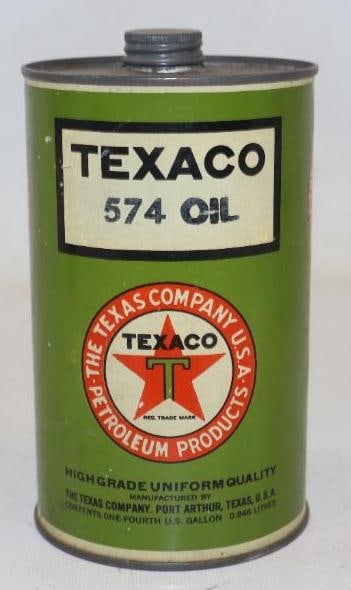 TEXACO
574 OIL
THE TEXAS COMPANY U.S.A.
TEXACO
T
REG. TRADE MARK
PETROLEUM PRODUCTS
HIGH GRADE UNIFORM QUALITY
MANUFACTURED BY
THE TEXAS COMPANY, PORT ARTHUR, TEXAS, U.S.A.
CONTENTS ONE-FOURTH U.S. GALLON 0.946 LITRES